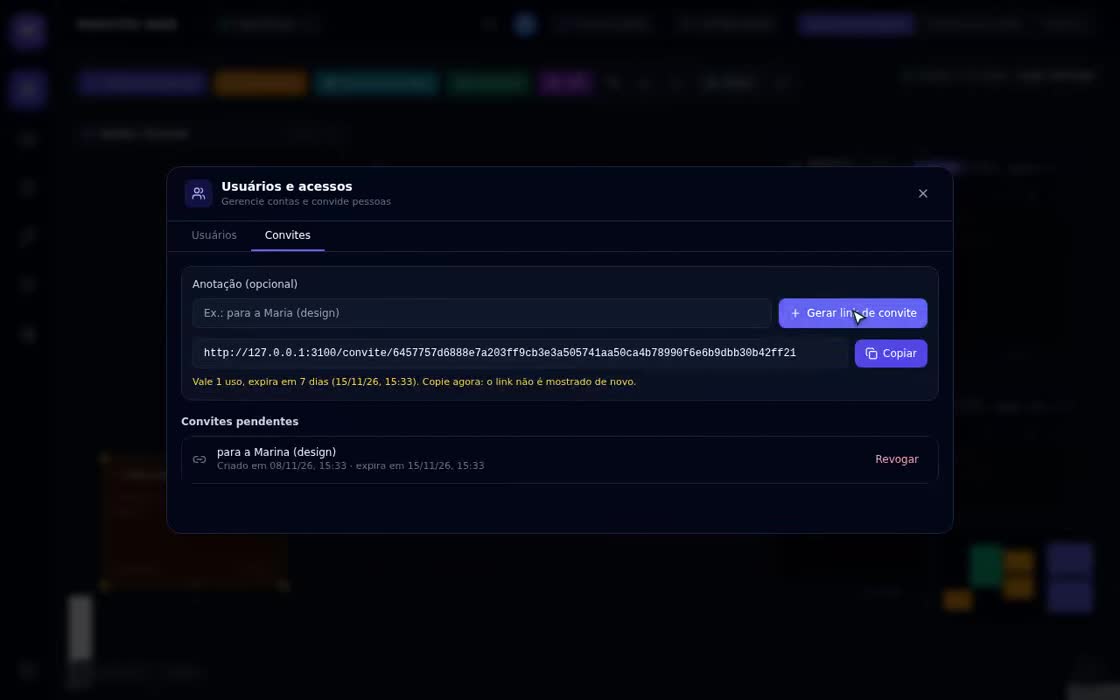 Usuários e acessos
Gerencie contas e convide pessoas
Usuários
Convites
Anotação (opcional)
Ex.: para a Maria (design)
+ Gerar link de convite
http://127.0.0.1:3100/convite/6457757d6888e7a203ff9cb3e3a505741aa50ca4b78990f6e6b9dbb30b42ff21
Copiar
Vale 1 uso, expira em 7 dias (15/11/26, 15:33). Copie agora: o link não é mostrado de novo.
Convites pendentes
para a Marina (design)
Criado em 08/11/26, 15:33 · expira em 15/11/26, 15:33
Revogar